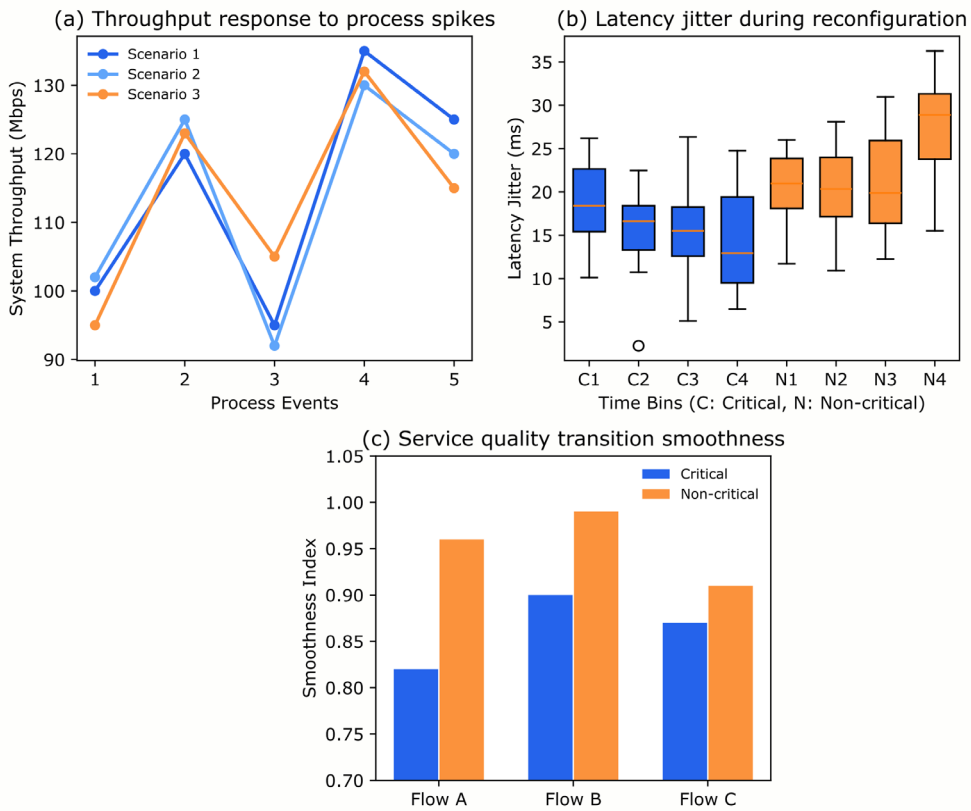 (a) Throughput response to process spikes
System Throughput (Mbps)
130
120
110
100
90
Scenario 1
Scenario 2
Scenario 3
1 2 3 4 5
Process Events
(b) Latency jitter during reconfiguration
Latency Jitter (ms)
35
30
25
20
15
10
5
C1 C2 C3 C4 N1 N2 N3 N4
Time Bins (C: Critical, N: Non-critical)
(c) Service quality transition smoothness
Smoothness Index
1.05
1.00
0.95
0.90
0.85
0.80
0.75
0.70
Critical
Non-critical
Flow A Flow B Flow C